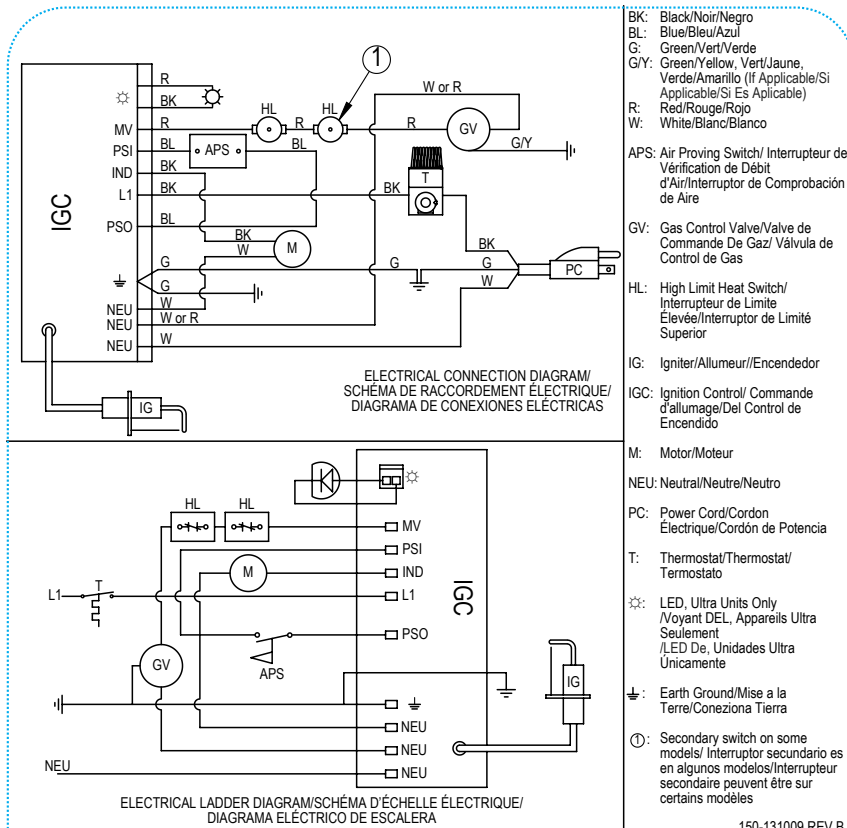 IGC
R
BK
MV
R
HL
R
HL
R
1
W or R
GV
G/Y
PSI
BL
APS
BL
IND
BK
L1
BK
BK
T
PSO
BL
BK
W
M
BK
G
G
G
W
PC
G
NEU
W
NEU
W or R
NEU
W
IG
ELECTRICAL CONNECTION DIAGRAM/
SCHÉMA DE RACCORDEMENT ÉLECTRIQUE/
DIAGRAMA DE CONEXIONES ELÉCTRICAS
HL
HL
MV
PSI
M
IND
L1
T
L1
IGC
PSO
APS
GV
IG
NEU
NEU
NEU
NEU
ELECTRICAL LADDER DIAGRAM/SCHÉMA D'ÉCHELLE ÉLECTRIQUE/
DIAGRAMA ELÉCTRICO DE ESCALERA
BK: Black/Noir/Negro
BL: Blue/Bleu/Azul
G: Green/Vert/Verde
G/Y: Green/Yellow, Vert/Jaune,
Verde/Amarillo (If Applicable/Si
Applicable/Si Es Aplicable)
R: Red/Rouge/Rojo
W: White/Blanc/Blanco
APS: Air Proving Switch/ Interrupteur de
Vérification de Débit
d'Air/Interruptor de Comprobación
de Aire
GV: Gas Control Valve/Valve de
Commande De Gaz/ Válvula de
Control de Gas
HL: High Limit Heat Switch/
Interrupteur de Limite
Élevée/Interruptor de Limité
Superior
IG: Igniter/Allumeur//Encendedor
IGC: Ignition Control/ Commande
d'allumage/Del Control de
Encendido
M: Motor/Moteur
NEU: Neutral/Neutre/Neutro
PC: Power Cord/Cordon
Électrique/Cordón de Potencia
T: Thermostat/Thermostat/
Termostato
: LED, Ultra Units Only
/Voyant DEL, Appareils Ultra
Seulement
/LED De, Unidades Ultra
Únicamente
: Earth Ground/Mise a la
Terre/Coneziona Tierra
1: Secondary switch on some
models/ Interruptor secundario es
en algunos modelos/Interrupteur
secondaire peuvent être sur
certains modèles
150-131009 REV B